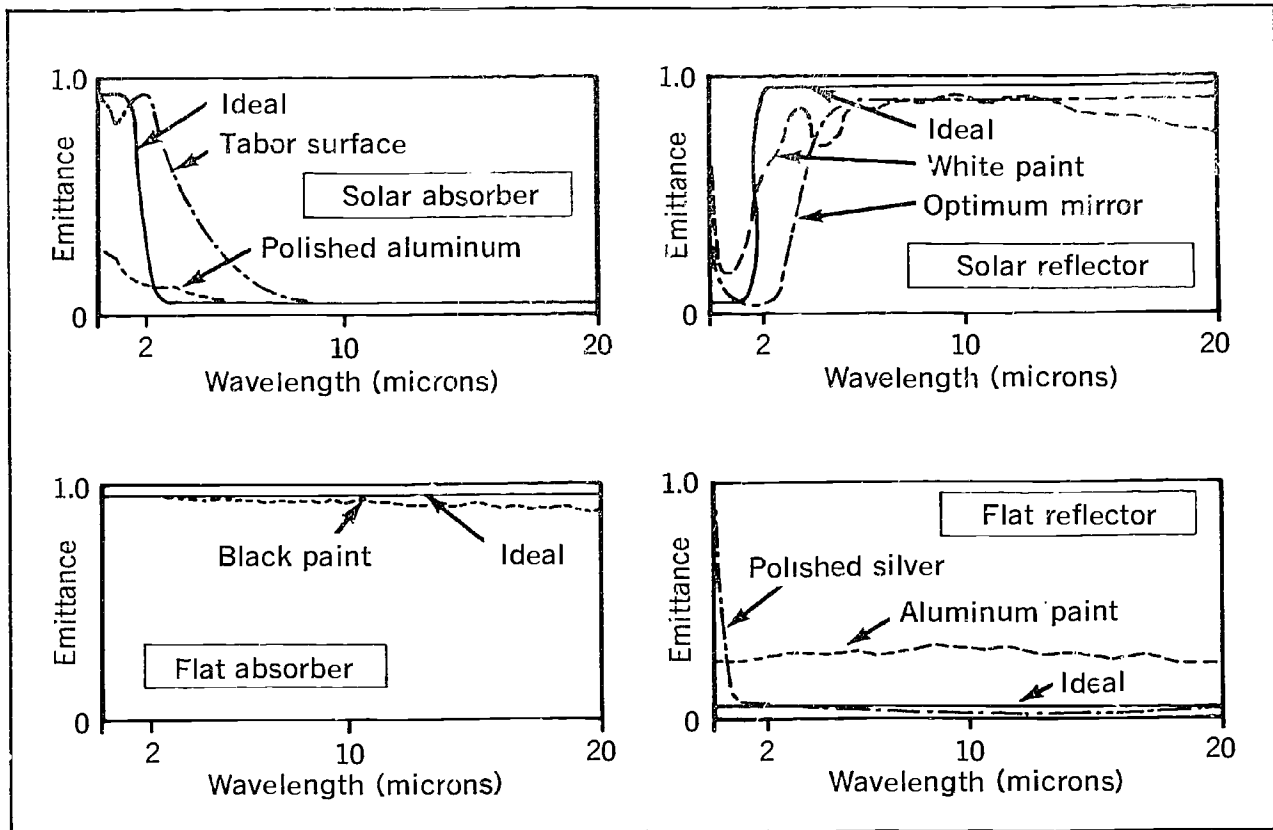 1.0
Ideal
Tabor surface
Solar absorber
Polished aluminum
Emittance
0
2
10
20
Wavelength (microns)
1.0
Ideal
White paint
Optimum mirror
Solar reflector
Emittance
0
2
10
20
Wavelength (microns)
1.0
Black paint
Ideal
Flat absorber
Emittance
0
2
10
20
Wavelength (microns)
1.0
Flat reflector
Polished silver
Aluminum paint
Ideal
Emittance
0
2
10
20
Wavelength (microns)